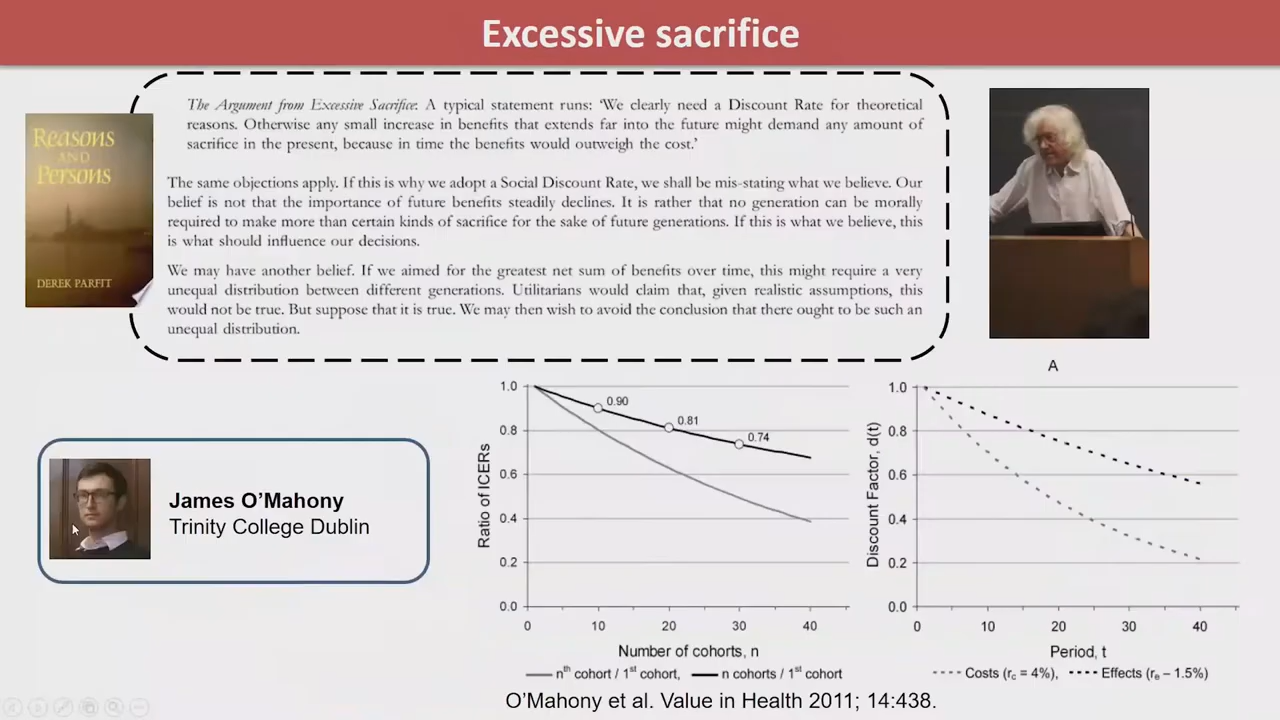 Excessive sacrifice
Reasons
AND
Persons
DEREK PARFIT
The Argument from Excessive Sacrifice: A typical statement runs: 'We clearly need a Discount Rate for theoretical
reasons. Otherwise any small increase in benefits that extends far into the future might demand any amount of
sacrifice in the present, because in time the benefits would outweigh the cost.'
The same objections apply. If this is why we adopt a Social Discount Rate, we shall be mis-stating what we believe. Our
belief is not that the importance of future benefits steadily declines. It is rather that no generation can be morally
required to make more than certain kinds of sacrifice for the sake of future generations. If this is what we believe, this
is what should influence our decisions.
We may have another belief. If we aimed for the greatest net sum of benefits over time, this might require a very
unequal distribution between different generations. Utilitarians would claim that, given realistic assumptions, this
would not be true. But suppose that it is true. We may then wish to avoid the conclusion that there ought to be such an
unequal distribution.
James O'Mahony
Trinity College Dublin
Ratio of ICERs
1.0
0.8
0.6
0.4
0.2
0.0
0.90
0.81
0.74
0 10 20 30 40
Number of cohorts, n
nth cohort / 1st cohort, n cohorts / 1st cohort
A
Discount Factor, d(t)
1.0
0.8
0.6
0.4
0.2
0.0
0 10 20 30 40
Period, t
Costs (rc = 4%), Effects (re – 1.5%)
O'Mahony et al. Value in Health 2011; 14:438.